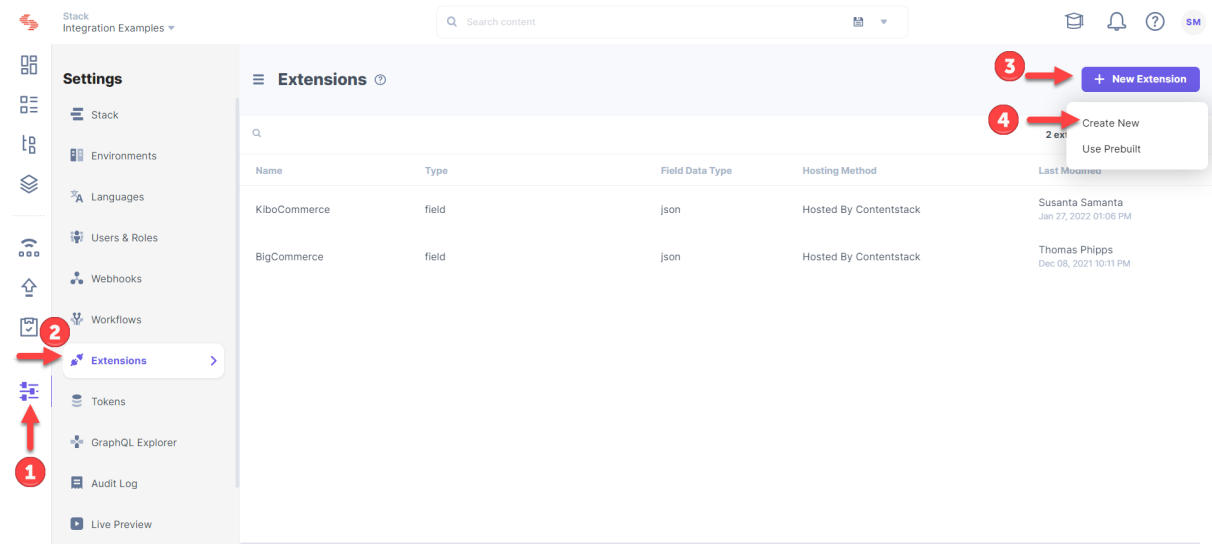 Stack
Integration Examples
Search content
SM
Settings
Stack
Environments
Languages
Users & Roles
Webhooks
Workflows
Extensions
Tokens
GraphQL Explorer
Audit Log
Live Preview
Extensions
3
+ New Extension
4
Create New
Use Prebuilt
2
Name Type Field Data Type Hosting Method Last Modified
KiboCommerce field json Hosted By Contentstack Susanta Samanta
Jan 27, 2022 01:06 PM
BigCommerce field json Hosted By Contentstack Thomas Phipps
Dec 08, 2021 10:11 PM
2
1